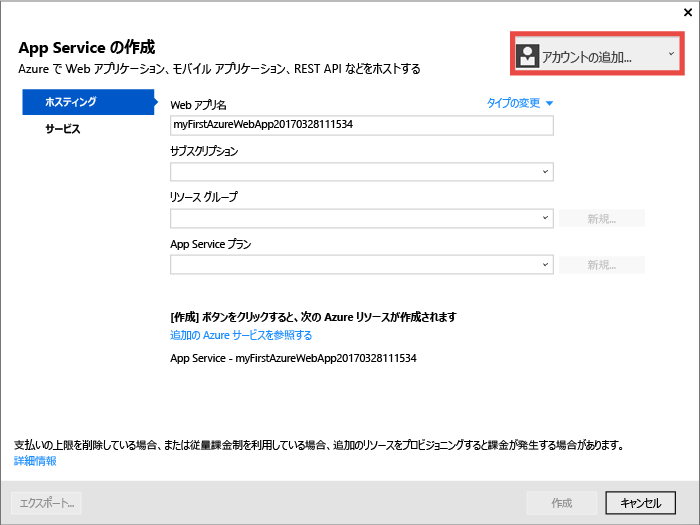 App Service の作成
Azure で Web アプリケーション、モバイル アプリケーション、REST API などをホストする
アカウントの追加...
ホスティング
サービス
Web アプリ名
タイプの変更
myFirstAzureWebApp20170328111534
サブスクリプション
リソース グループ
新規...
App Service プラン
新規...
[作成] ボタンをクリックすると、次の Azure リソースが作成されます
追加の Azure サービスを参照する
App Service - myFirstAzureWebApp20170328111534
支払いの上限を削除している場合、または従量課金制を利用している場合、追加のリソースをプロビジョニングすると課金が発生する場合があります。
詳細情報
エクスポート...
作成
キャンセル